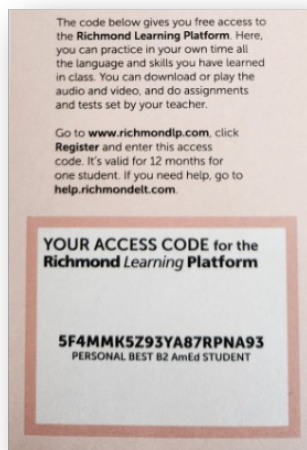 The code below gives you free access to
the Richmond Learning Platform. Here,
you can practice in your own time all
the language and skills you have learned
in class. You can download or play the
audio and video, and do assignments
and tests set by your teacher.
Go to www.richmondlp.com, click
Register and enter this access
code. It's valid for 12 months for
one student. If you need help, go to
help.richmondelt.com.
YOUR ACCESS CODE for the
Richmond Learning Platform
5F4MMK5Z93YA87RPNA93
PERSONAL BEST B2 AmEd STUDENT